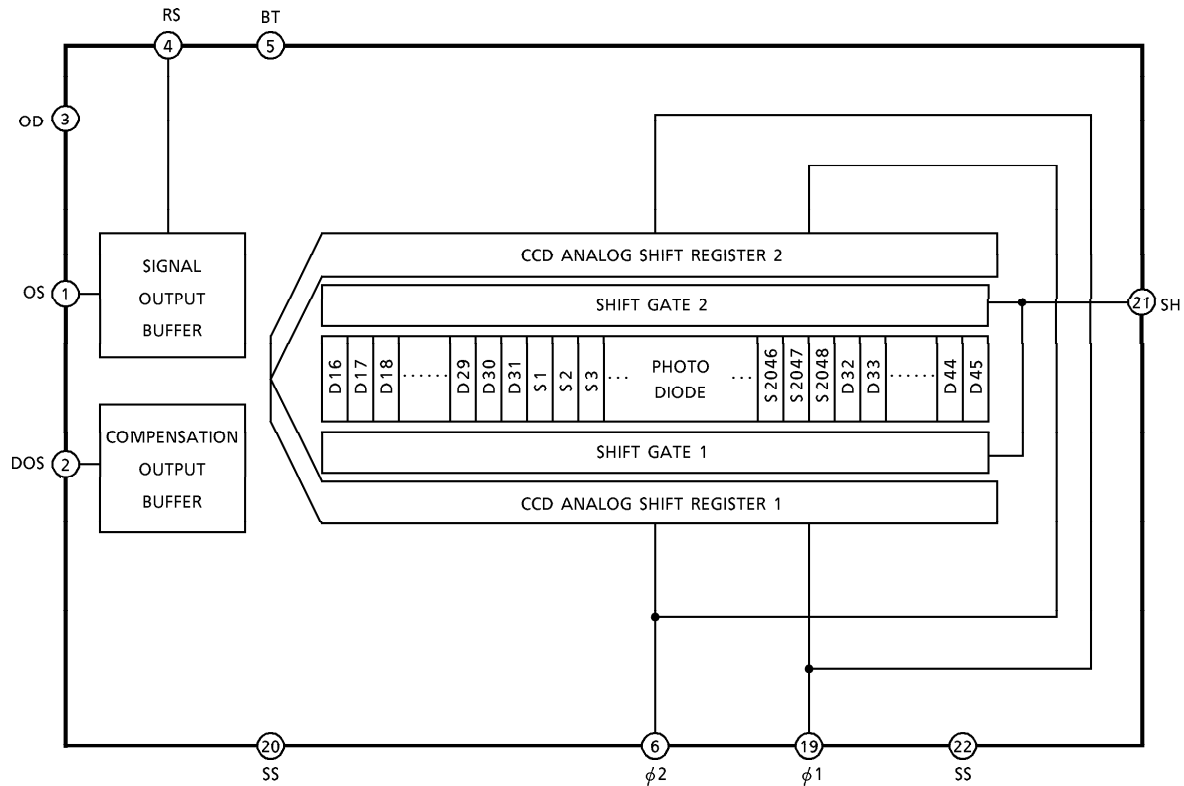 RS
BT
4
5
OD
3
CCD ANALOG SHIFT REGISTER 2
SIGNAL
OUTPUT
BUFFER
OS
1
SHIFT GATE 2
21
SH
D16
D17
D18
......
D29
D30
D31
S1
S2
S3
...
PHOTO
DIODE
...
S2046
S2047
S2048
D32
D33
......
D44
D45
COMPENSATION
OUTPUT
BUFFER
DOS
2
SHIFT GATE 1
CCD ANALOG SHIFT REGISTER 1
20
6
19
22
SS
ϕ2
ϕ1
SS